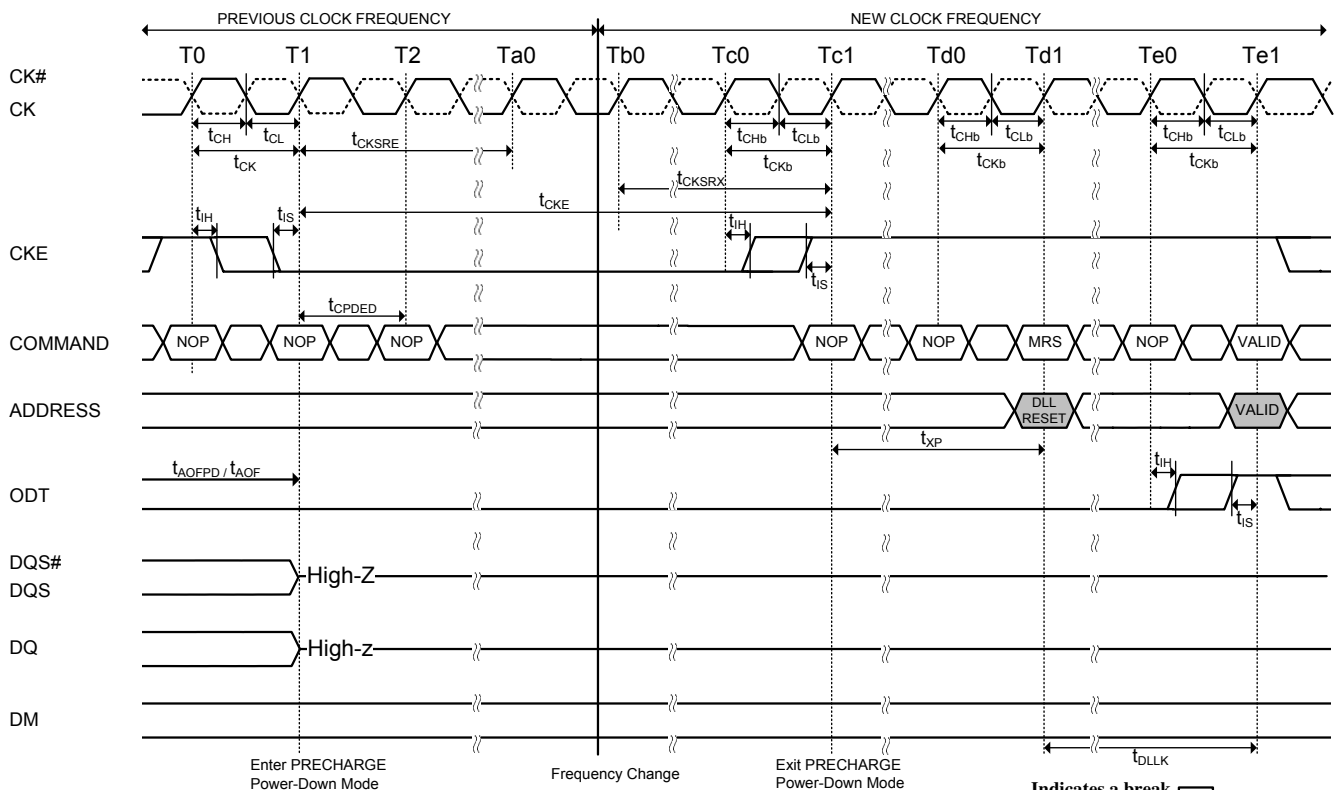 PREVIOUS CLOCK FREQUENCY NEW CLOCK FREQUENCY
T0 T1 T2 Ta0 Tb0 Tc0 Tc1 Td0 Td1 Te0 Te1
CK#
CK
tCH tCL tCKSRE tCHb tCLb tCHb tCLb tCHb tCLb
tCK tCKb tCKb tCKb
tCKSRX
tCKE
tIH tIS tIH
CKE
tIS
tCPDED
COMMAND NOP NOP NOP NOP NOP MRS NOP VALID
ADDRESS DLL RESET VALID
tXP
tAOFPD / tAOF tIH
ODT
tIS
DQS#
DQS High-Z
DQ High-z
DM
tDLLK
Enter PRECHARGE
Power-Down Mode
Frequency Change
Exit PRECHARGE
Power-Down Mode
Indicates a break